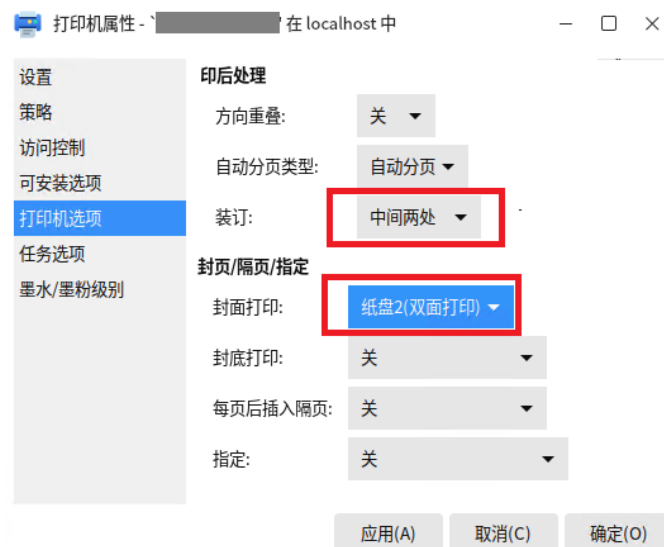 打印机属性 - `' 在 localhost 中
设置
策略
访问控制
可安装选项
打印机选项
任务选项
墨水/墨粉级别
印后处理
方向重叠: 关
自动分页类型: 自动分页
装订: 中间两处
封页/隔页/指定
封面打印: 纸盘2(双面打印)
封底打印: 关
每页后插入隔页: 关
指定: 关
应用(A) 取消(C) 确定(O)